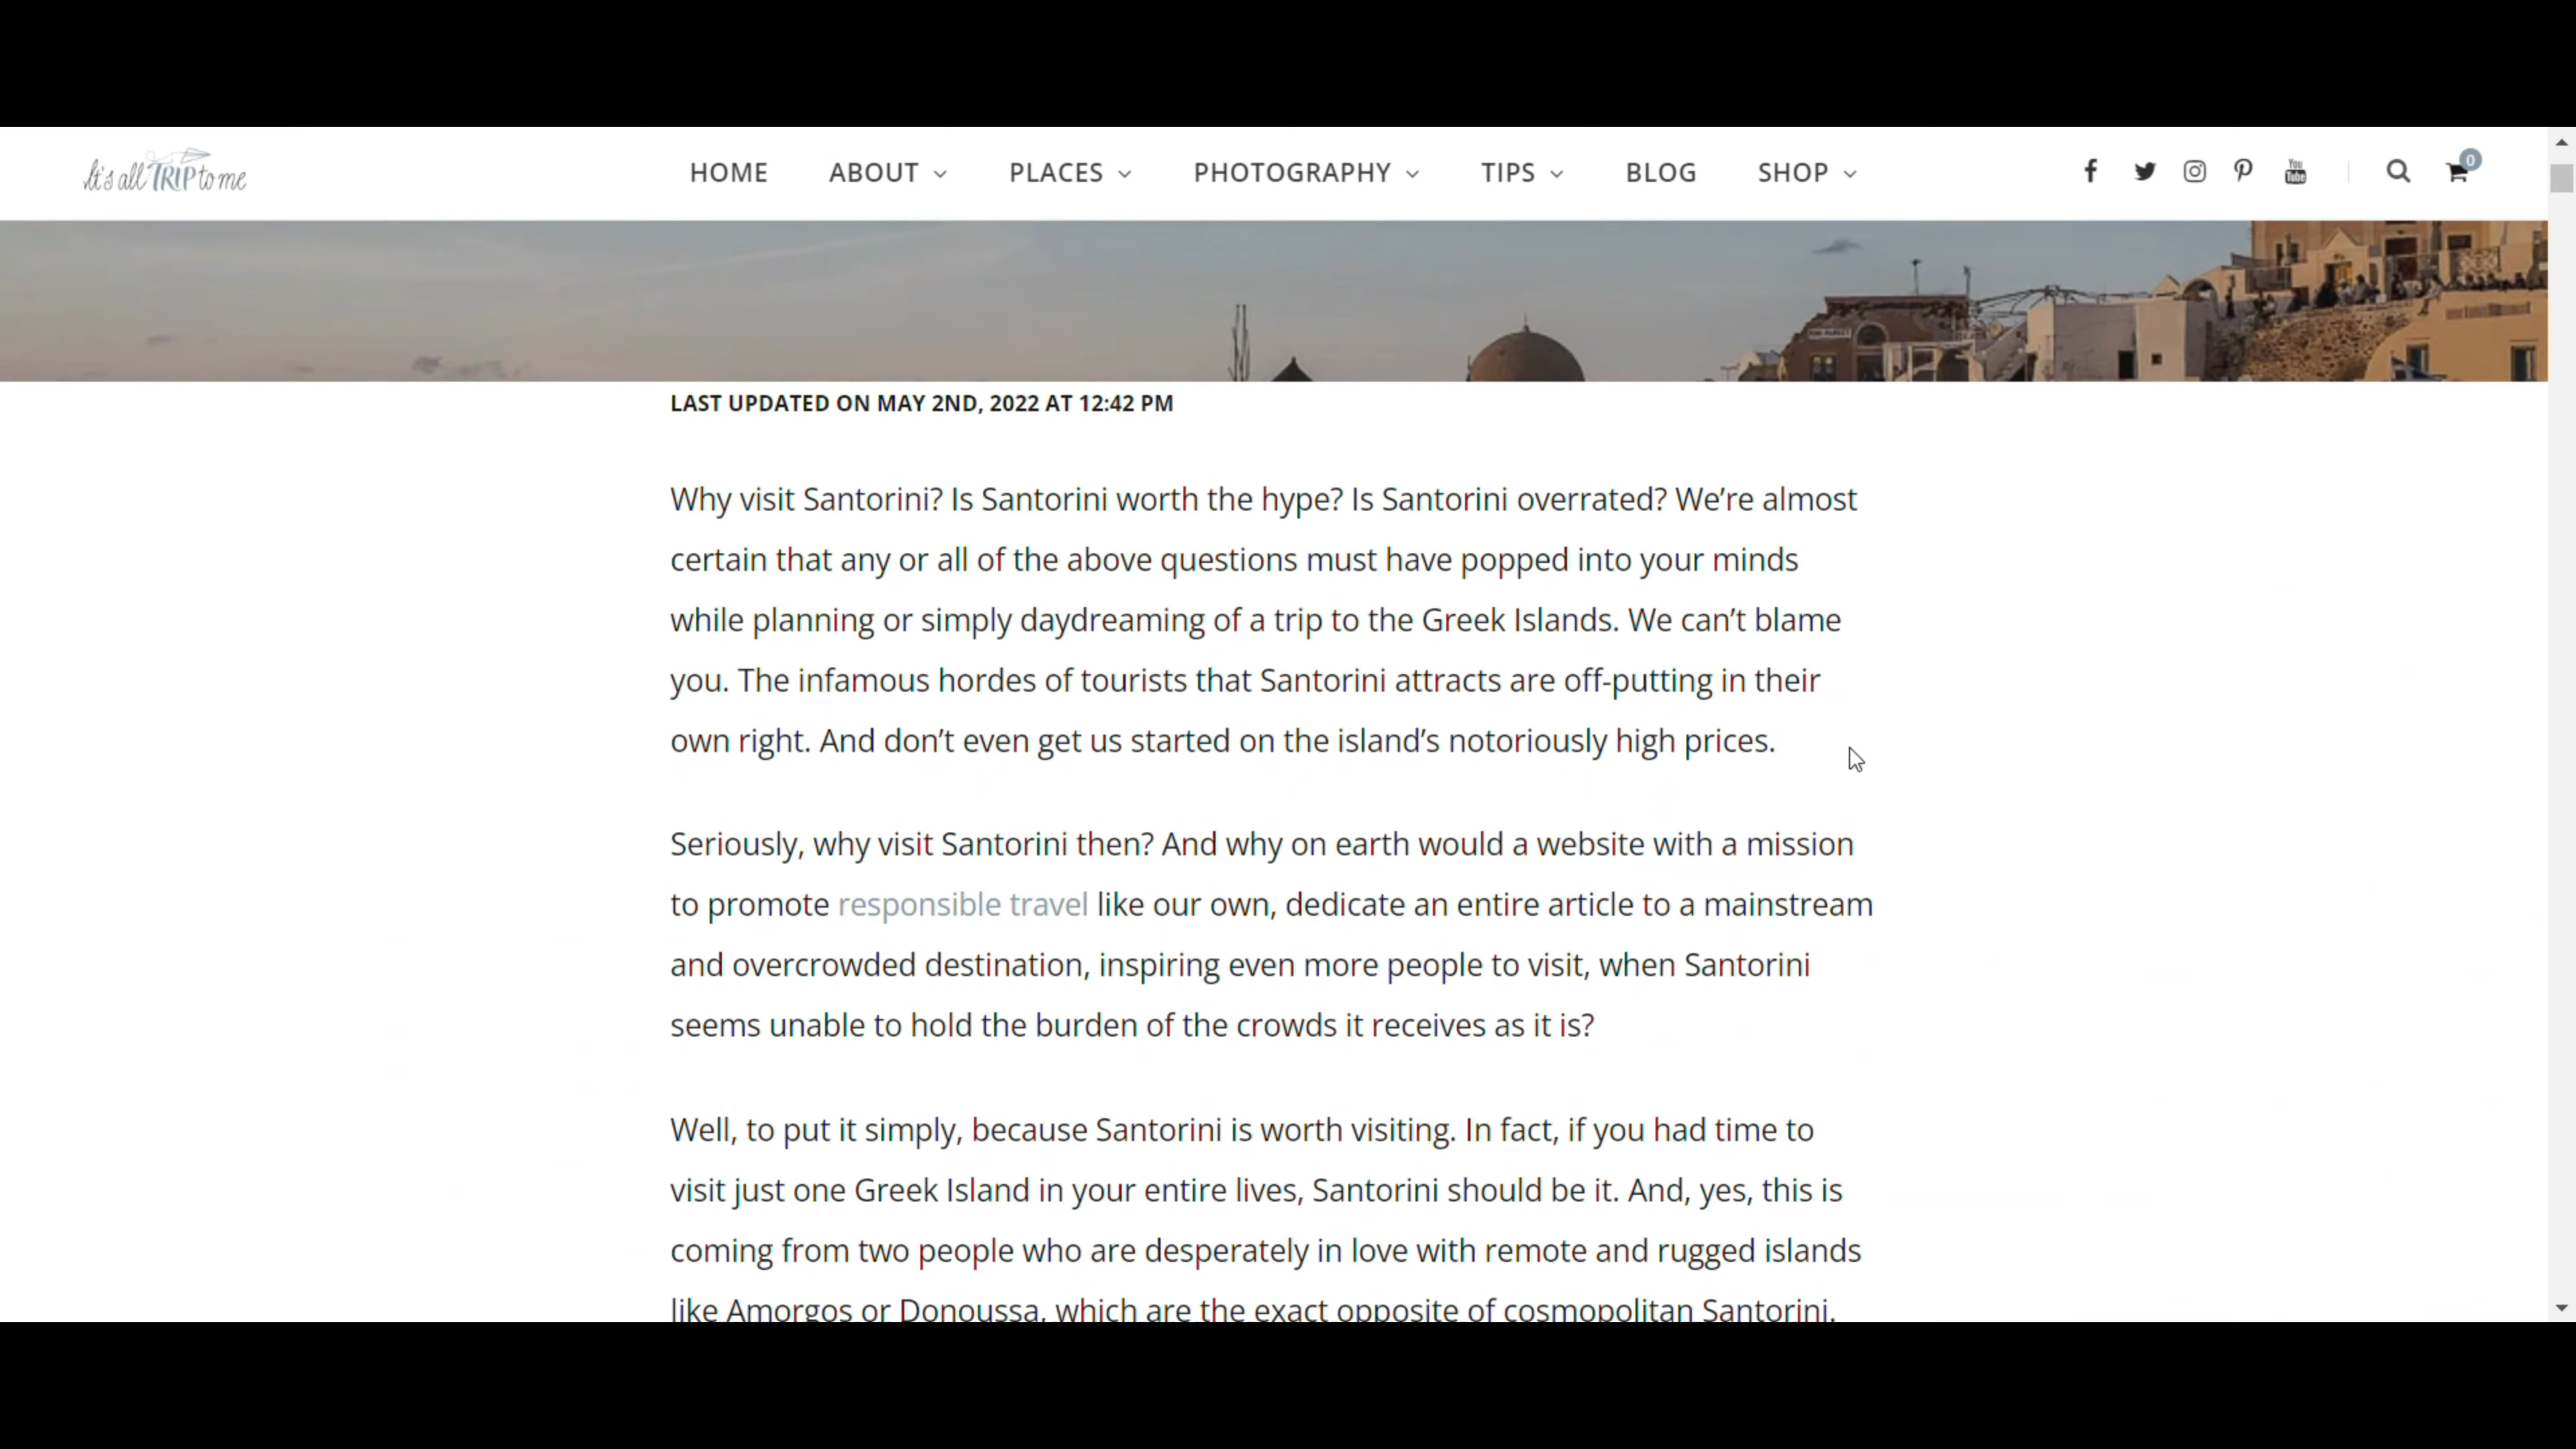 It's all TRIP to me
HOME ABOUT PLACES PHOTOGRAPHY TIPS BLOG SHOP
You
Tube
0
LAST UPDATED ON MAY 2ND, 2022 AT 12:42 PM
Why visit Santorini? Is Santorini worth the hype? Is Santorini overrated? We’re almost
certain that any or all of the above questions must have popped into your minds
while planning or simply daydreaming of a trip to the Greek Islands. We can’t blame
you. The infamous hordes of tourists that Santorini attracts are off-putting in their
own right. And don’t even get us started on the island’s notoriously high prices.
Seriously, why visit Santorini then? And why on earth would a website with a mission
to promote responsible travel like our own, dedicate an entire article to a mainstream
and overcrowded destination, inspiring even more people to visit, when Santorini
seems unable to hold the burden of the crowds it receives as it is?
Well, to put it simply, because Santorini is worth visiting. In fact, if you had time to
visit just one Greek Island in your entire lives, Santorini should be it. And, yes, this is
coming from two people who are desperately in love with remote and rugged islands
like Amorgos or Donoussa, which are the exact opposite of cosmopolitan Santorini.